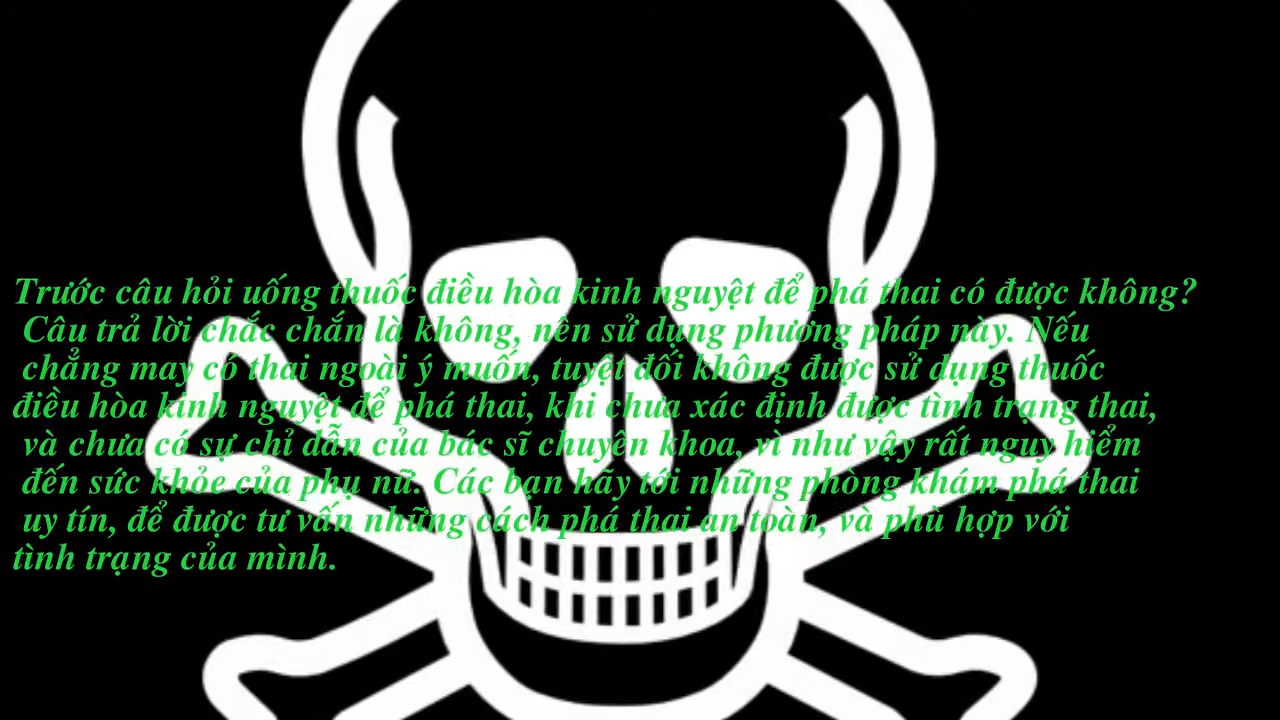 Trước câu hỏi uống thuốc điều hòa kinh nguyệt để phá thai có được không?
Câu trả lời chắc chắn là không, nên sử dụng phương pháp này. Nếu
chẳng may có thai ngoài ý muốn, tuyệt đối không được sử dụng thuốc
điều hòa kinh nguyệt để phá thai, khi chưa xác định được tình trạng thai,
và chưa có sự chỉ dẫn của bác sĩ chuyên khoa, vì như vậy rất nguy hiểm
đến sức khỏe của phụ nữ. Các bạn hãy tới những phòng khám phá thai
uy tín, để được tư vấn những cách phá thai an toàn, và phù hợp với
tình trạng của mình.